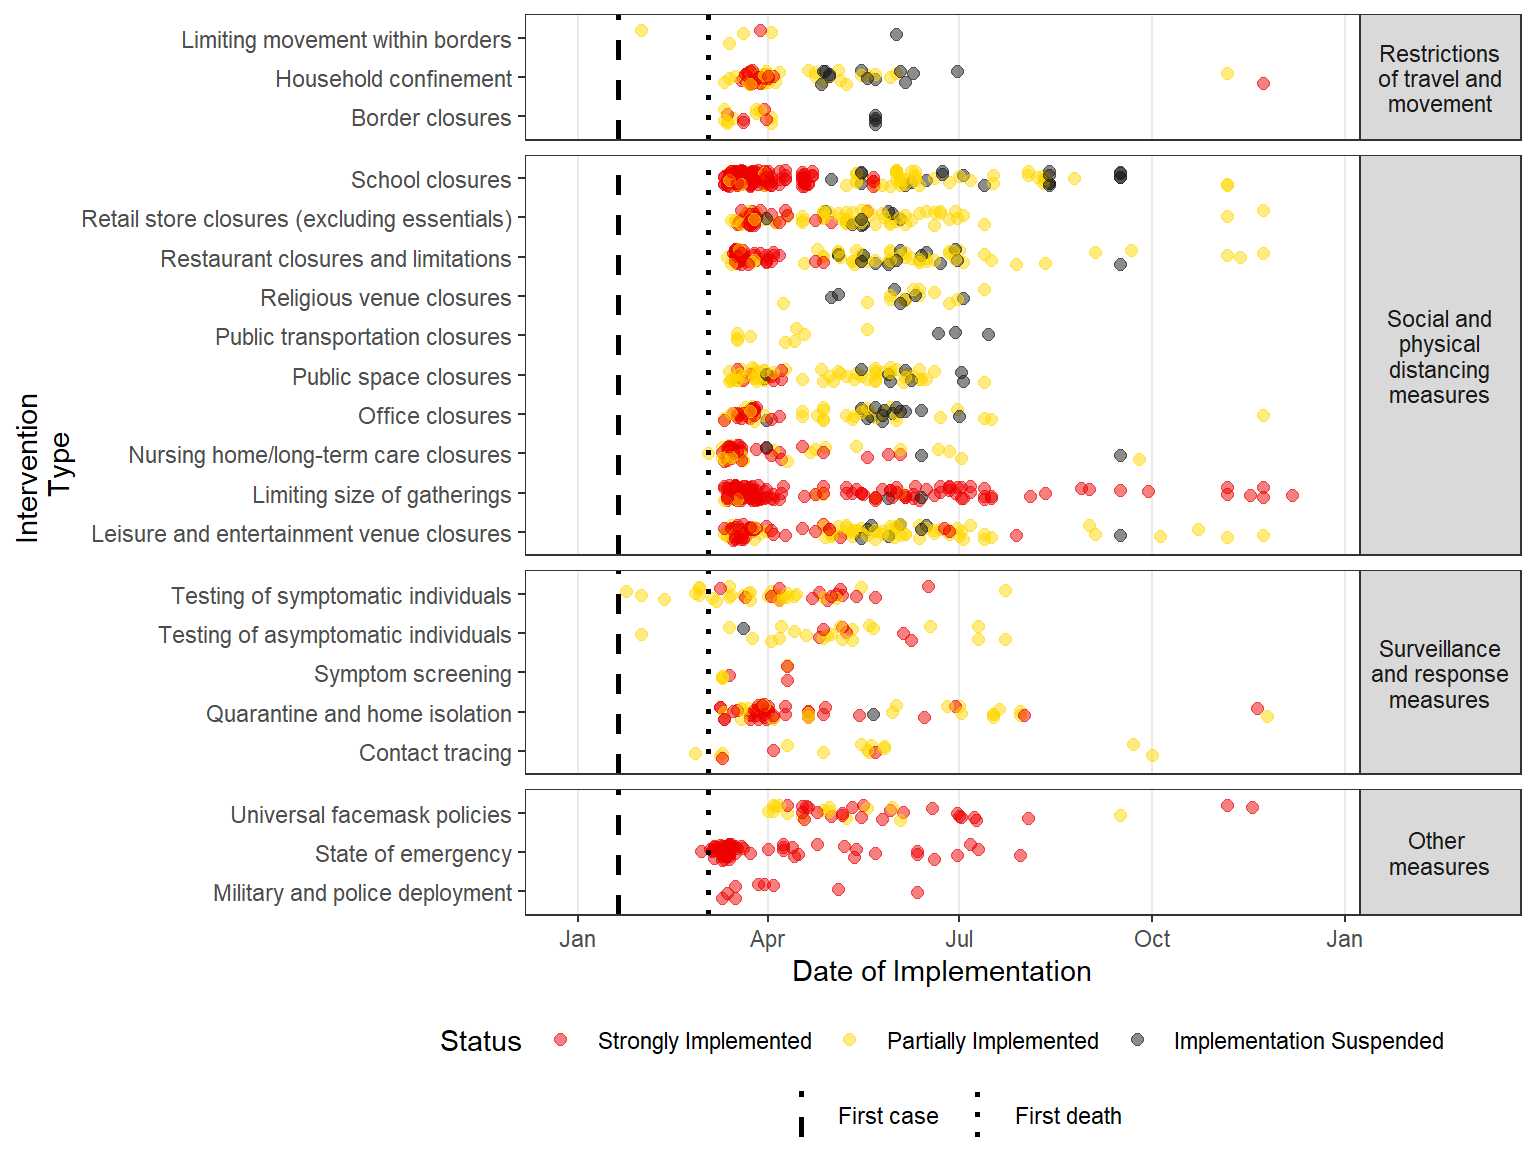 Limiting movement within borders
Household confinement
Border closures
Restrictions
of travel and
movement
School closures
Retail store closures (excluding essentials)
Restaurant closures and limitations
Religious venue closures
Public transportation closures
Public space closures
Office closures
Nursing home/long-term care closures
Limiting size of gatherings
Leisure and entertainment venue closures
Social and
physical
distancing
measures
Testing of symptomatic individuals
Testing of asymptomatic individuals
Symptom screening
Quarantine and home isolation
Contact tracing
Surveillance
and response
measures
Universal facemask policies
State of emergency
Military and police deployment
Other
measures
Intervention
Type
Jan Apr Jul Oct Jan
Date of Implementation
Status Strongly Implemented Partially Implemented Implementation Suspended
First case First death